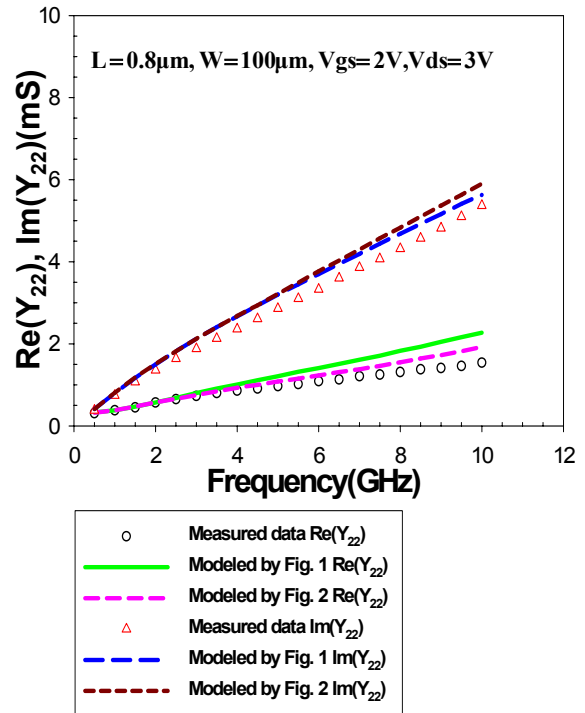 10
L=0.8µm, W=100µm, Vgs=2V,Vds=3V
8
6
4
2
0
Re(Y22), Im(Y22)(mS)
0 2 4 6 8 10 12
Frequency(GHz)
Measured data Re(Y22)
Modeled by Fig. 1 Re(Y22)
Modeled by Fig. 2 Re(Y22)
Measured data Im(Y22)
Modeled by Fig. 1 Im(Y22)
Modeled by Fig. 2 Im(Y22)